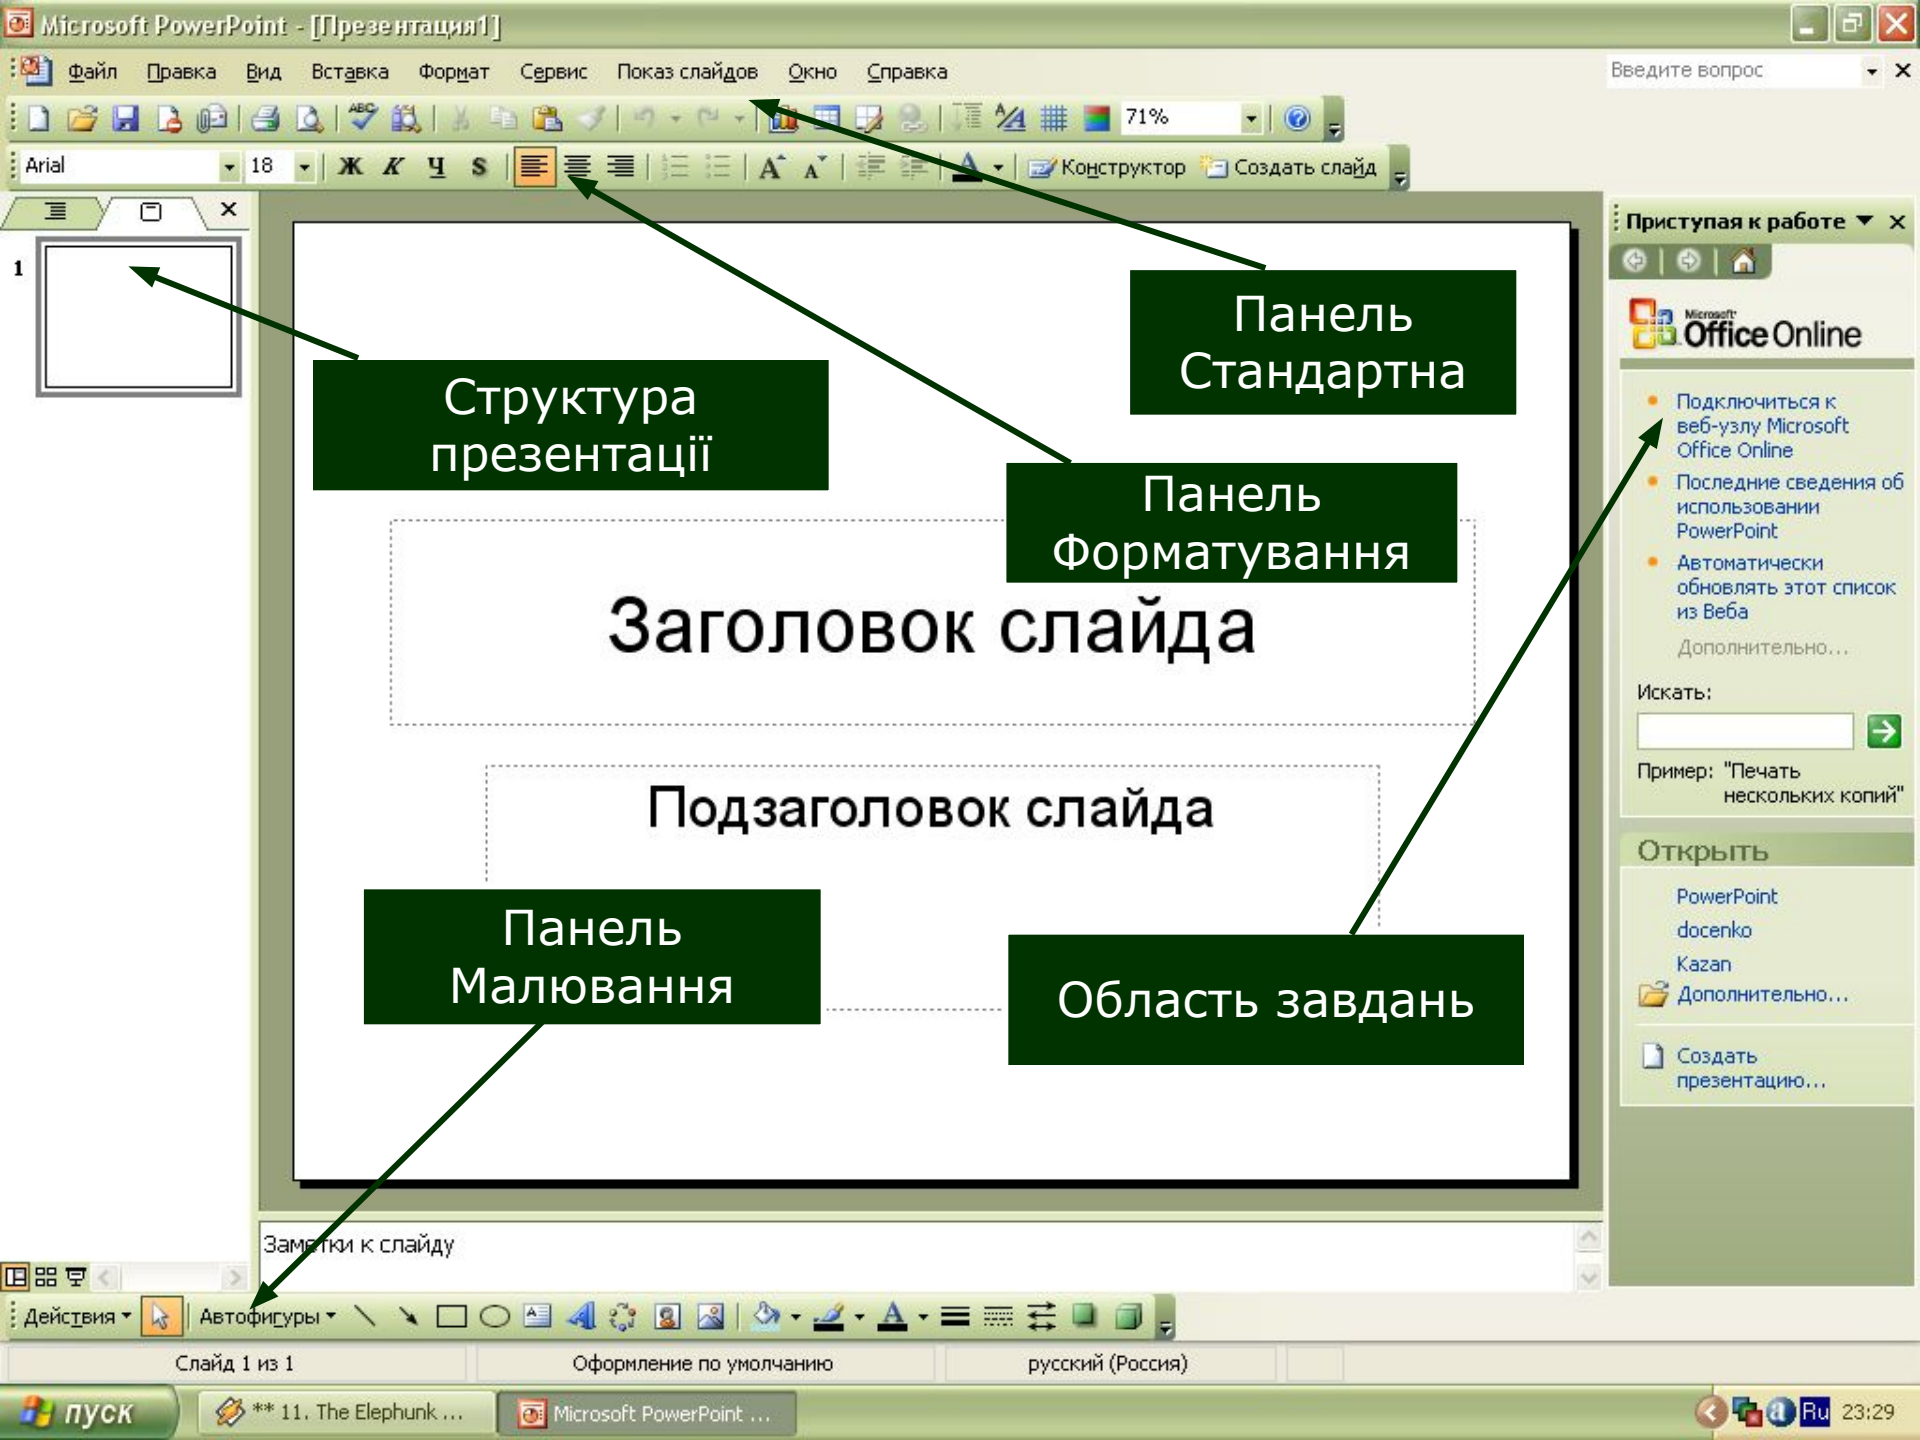 Microsoft PowerPoint - [Презентация1]
Файл Правка Вид Вставка Формат Сервис Показ слайдов Окно Справка
Введите вопрос
71%
Arial 18 Ж К Ч S Конструктор Создать слайд
Приступая к работе
1
Microsoft
Office Online
Панель
Стандартна
Структура
презентації
Подключиться к
веб-узлу Microsoft
Office Online
Последние сведения об
использовании
PowerPoint
Автоматически
обновлять этот список
из Веба
Дополнительно...
Панель
Форматування
Заголовок слайда
Искать:
Пример: "Печать
нескольких копий"
Подзаголовок слайда
Открыть
PowerPoint
docenko
Kazan
Дополнительно...
Создать
презентацию...
Панель
Малювання
Область завдань
Заметки к слайду
Действия Автофигуры
Слайд 1 из 1 Оформление по умолчанию русский (Россия)
пуск ** 11. The Elephunk ... Microsoft PowerPoint ... Ru 23:29